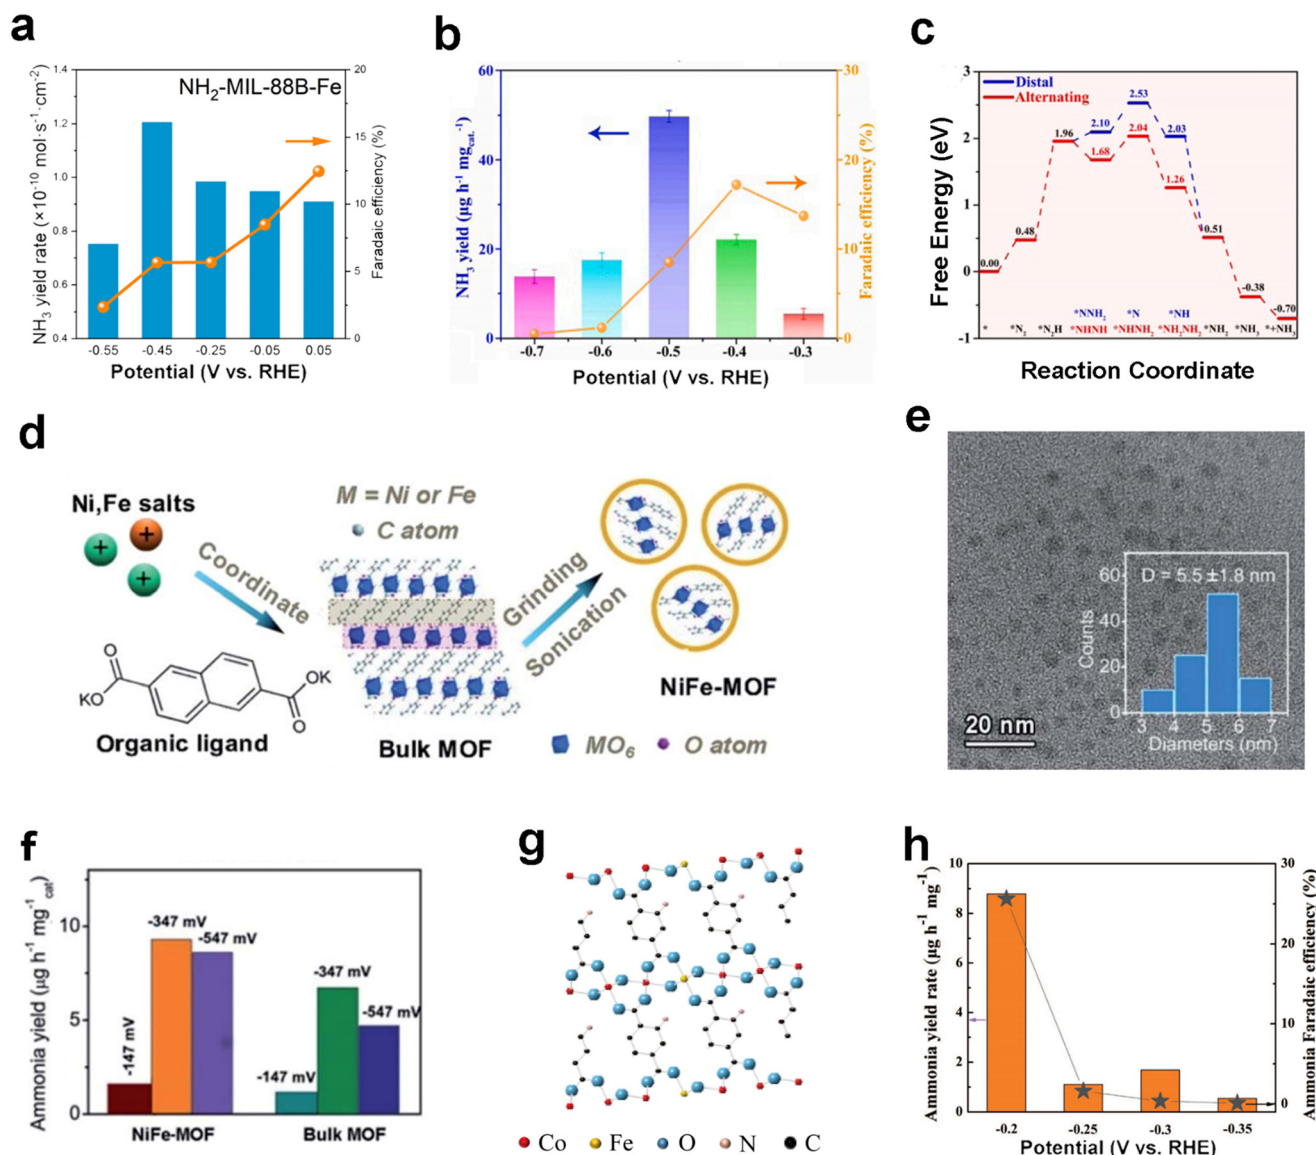 a
NH₂-MIL-88B-Fe
NH₃ yield rate (×10⁻¹⁰ mol·s⁻¹·cm⁻²)
1.4
1.2
1.0
0.8
0.6
0.4
20
15
10
5
0
Faradaic efficiency (%)
-0.55 -0.45 -0.25 -0.05 0.05
Potential (V vs. RHE)
b
NH₃ yield (μg h⁻¹ mg cat.⁻¹)
60
40
20
0
30
20
10
0
Faradaic efficiency (%)
-0.7 -0.6 -0.5 -0.4 -0.3
Potential (V vs. RHE)
c
Free Energy (eV)
3
2
1
0
-1
Distal
Alternating
0.00
0.48
1.96
2.10
1.68
2.53
2.04
2.03
1.26
0.51
-0.38
-0.70
*NNH₂ *N *NH
* *N₂ *N₂H *NHNH *NHNH₂ *NH₂NH₂ *NH₂ *NH₃ *+NH₃
Reaction Coordinate
d
Ni,Fe salts
Coordinate
KO
O
OK
O
Organic ligand
M = Ni or Fe
C atom
Bulk MOF
Grinding
Sonication
NiFe-MOF
MO₆
O atom
e
20 nm
D = 5.5 ±1.8 nm
Counts
60
40
20
0
3 4 5 6 7
Diameters (nm)
f
Ammonia yield (μg h⁻¹ mg⁻¹cat)
10
5
0
-147 mV
-347 mV
-547 mV
-147 mV
-347 mV
-547 mV
NiFe-MOF
Bulk MOF
g
Co Fe O N C
h
Ammonia yield rate (μg h⁻¹ mg⁻¹)
10
8
6
4
2
0
30
20
10
0
Ammonia Faradaic efficiency (%)
-0.2 -0.25 -0.3 -0.35
Potential (V vs. RHE)